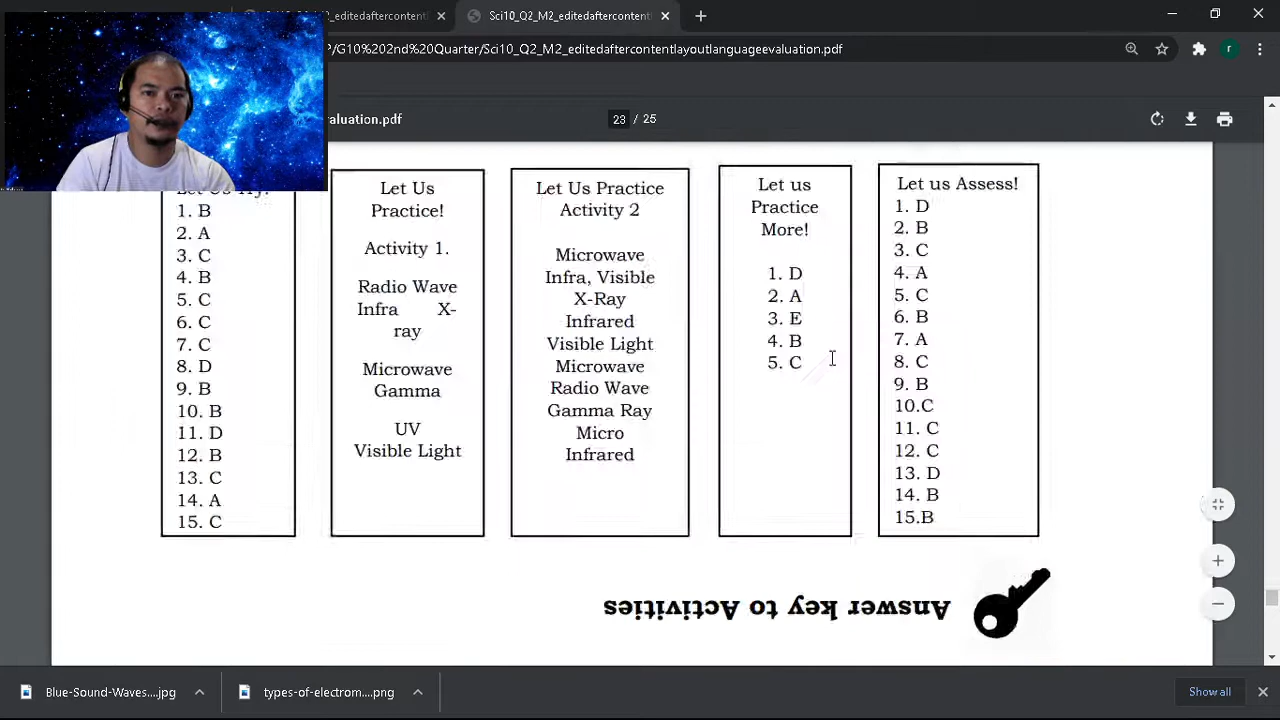 _editedaftercontent
Sci10_Q2_M2_editedaftercontentl
P/G10%202nd%20Quarter/Sci10_Q2_M2_editedaftercontentlayoutlanguageevaluation.pdf
r
aluation.pdf
23 / 25
Let Us Try!
1. B
2. A
3. C
4. B
5. C
6. C
7. C
8. D
9. B
10. B
11. D
12. B
13. C
14. A
15. C
Let Us
Practice!
Activity 1.
Radio Wave
Infra X-
ray
Microwave
Gamma
UV
Visible Light
Let Us Practice
Activity 2
Microwave
Infra, Visible
X-Ray
Infrared
Visible Light
Microwave
Radio Wave
Gamma Ray
Micro
Infrared
Let us
Practice
More!
1. D
2. A
3. E
4. B
5. C
Let us Assess!
1. D
2. B
3. C
4. A
5. C
6. B
7. A
8. C
9. B
10.C
11. C
12. C
13. D
14. B
15.B
Answer key to Activities
Blue-Sound-Waves....jpg
types-of-electrom....png
Show all